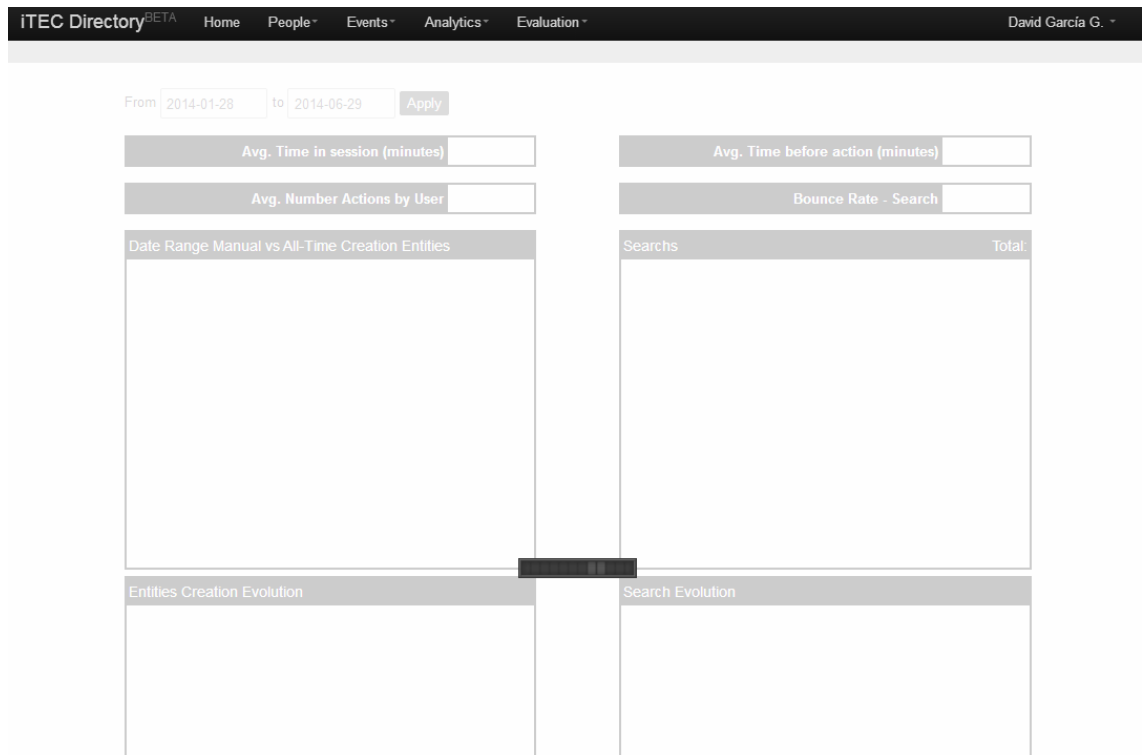 iTEC Directory BETA Home People Events Analytics Evaluation David García G.
From 2014-01-28 to 2014-06-29 Apply
Avg. Time in session (minutes) Avg. Time before action (minutes)
Avg. Number Actions by User Bounce Rate - Search
Date Range Manual vs All-Time Creation Entities Searchs Total:
Entities Creation Evolution Search Evolution